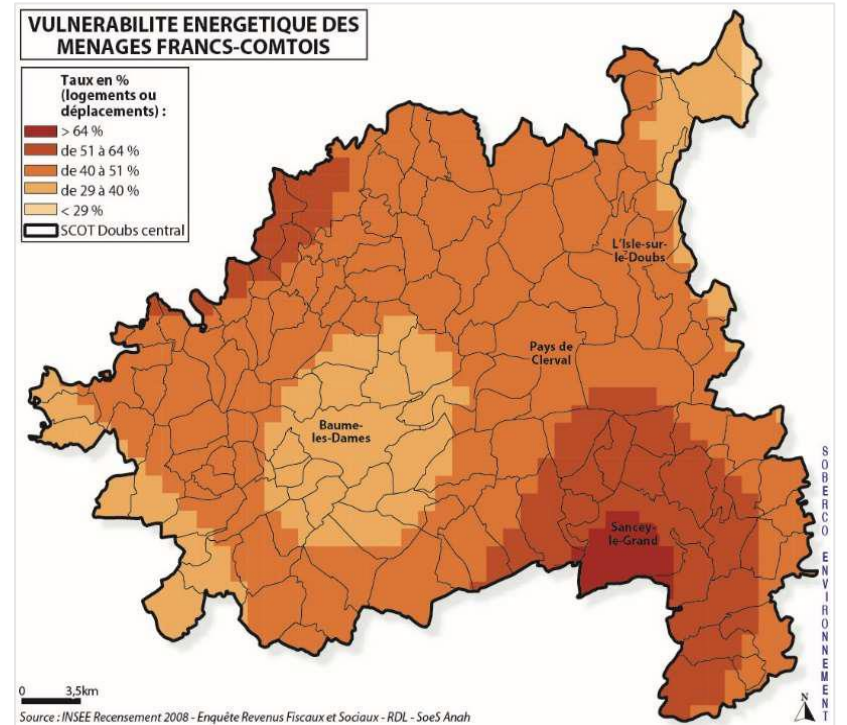 VULNERABILITE ENERGETIQUE DES
MENAGES FRANCS-COMTOIS
Taux en %
(logements ou
déplacements) :
> 64 %
de 51 à 64 %
de 40 à 51 %
de 29 à 40 %
< 29 %
SCOT Doubs central
L'Isle-sur-
le-Doubs
Pays de
Clerval
Baume-
les-Dames
Sancey-
le-Grand
SOBERCO ENVIRONNEMENT
0 3,5km
N
Source : INSEE Recensement 2008 - Enquête Revenus Fiscaux et Sociaux - RDL - SoeS Anah